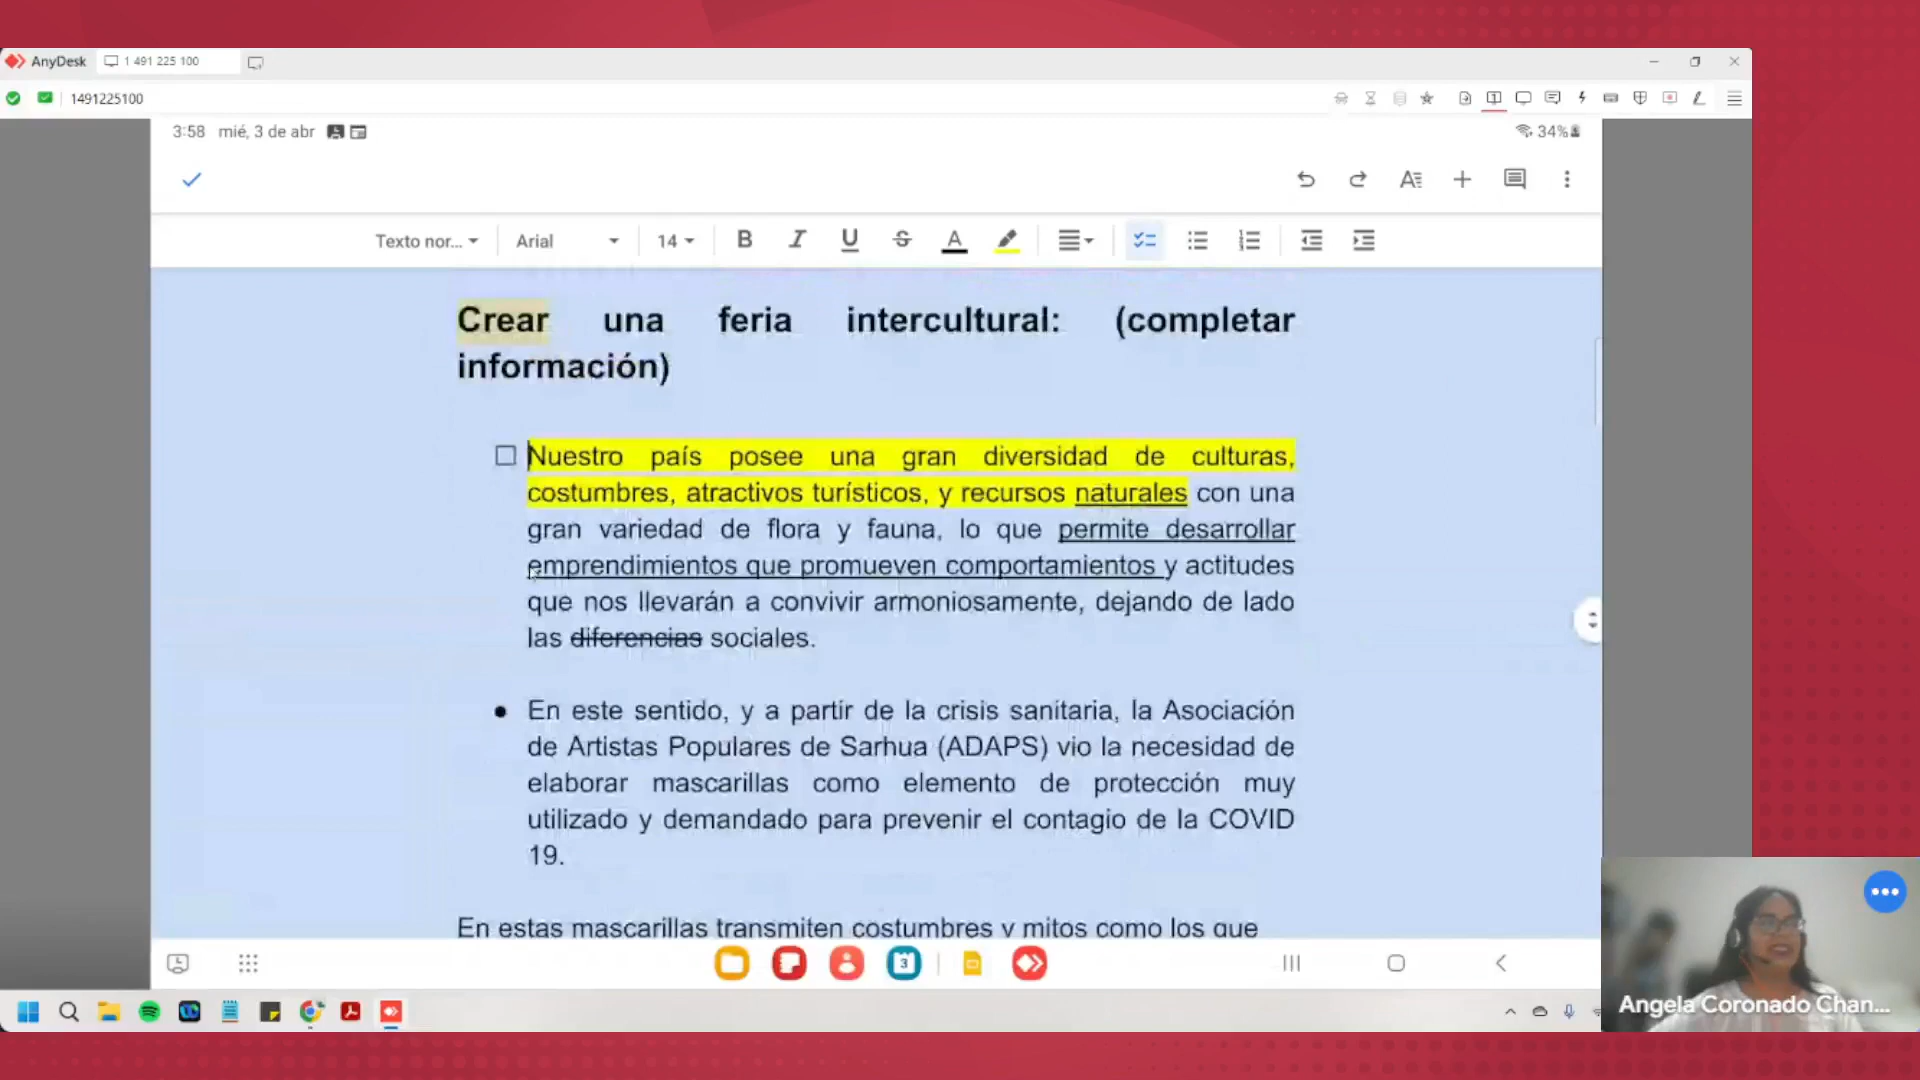 AnyDesk
1 491 225 100
1491225100
3:58 mié, 3 de abr
34%
Texto nor...
Arial
14
B I U S A
Crear una feria intercultural: (completar
información)
Nuestro país posee una gran diversidad de culturas,
costumbres, atractivos turísticos, y recursos naturales con una
gran variedad de flora y fauna, lo que permite desarrollar
emprendimientos que promueven comportamientos y actitudes
que nos llevarán a convivir armoniosamente, dejando de lado
las diferencias sociales.
● En este sentido, y a partir de la crisis sanitaria, la Asociación
de Artistas Populares de Sarhua (ADAPS) vio la necesidad de
elaborar mascarillas como elemento de protección muy
utilizado y demandado para prevenir el contagio de la COVID
19.
En estas mascarillas transmiten costumbres y mitos como los que
3
Angela Coronado Chan...